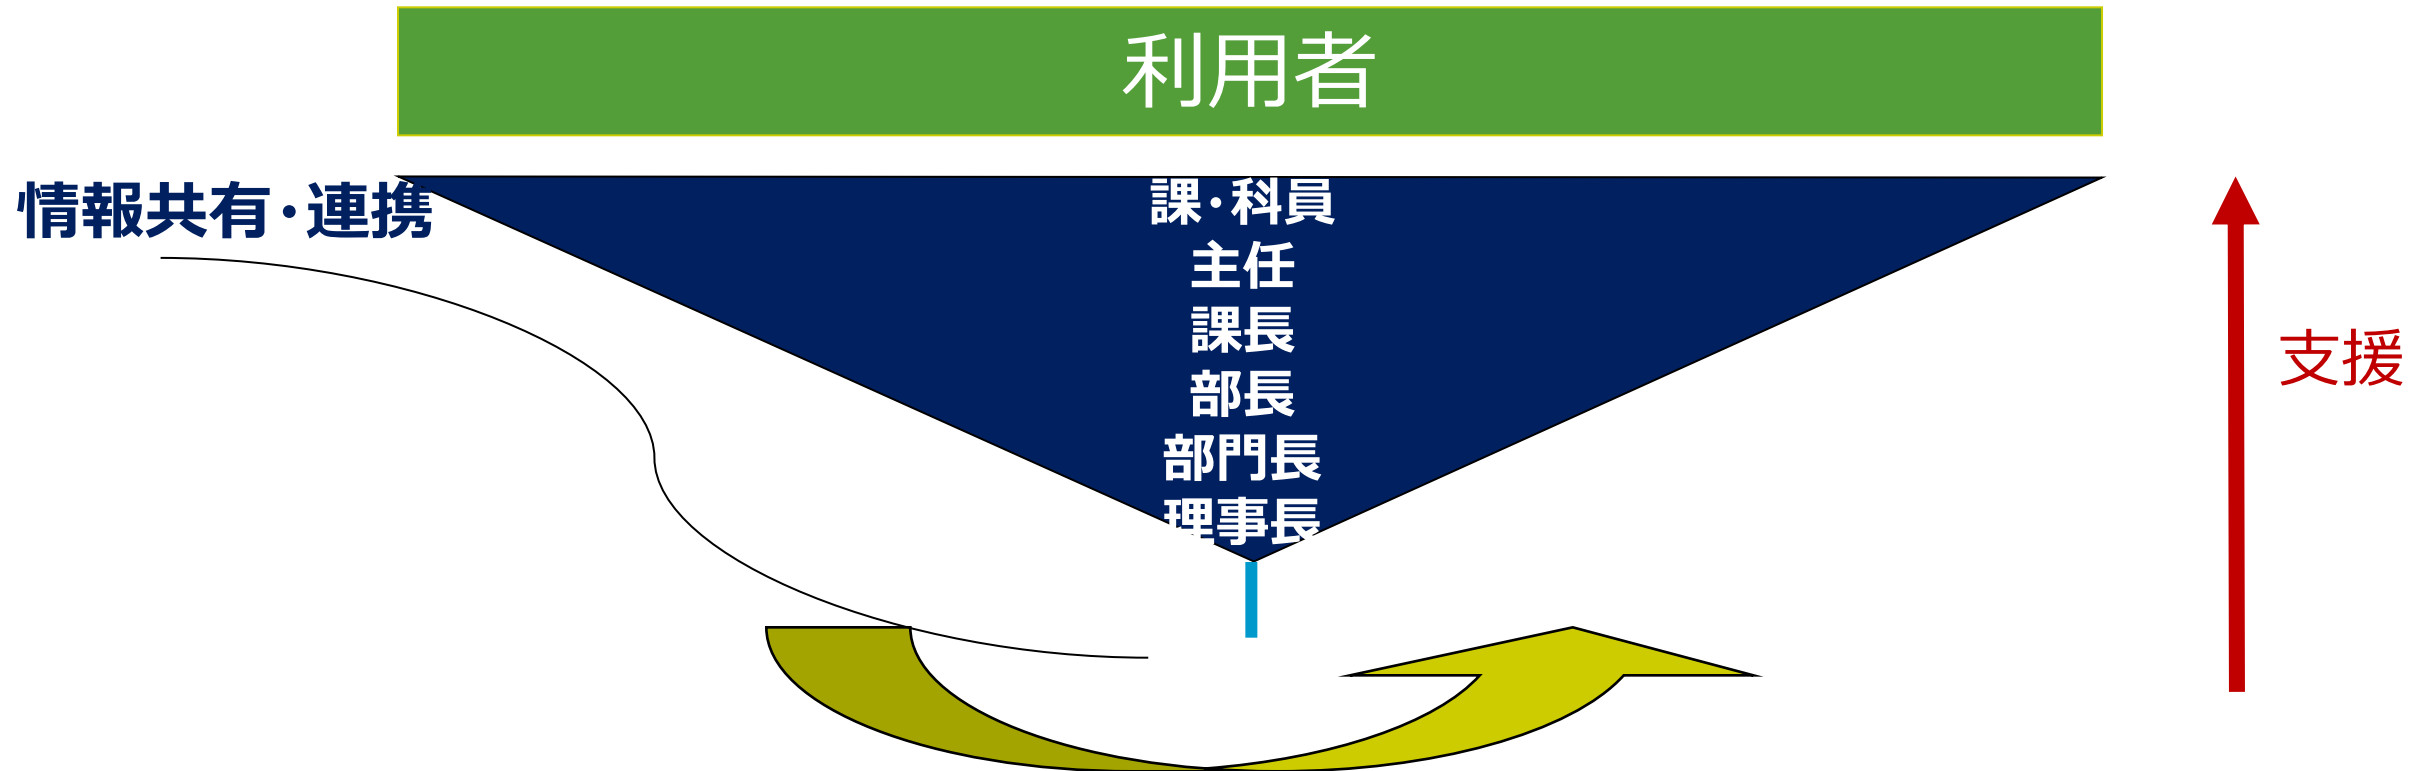 利用者
情報共有・連携
課・科員
主任
課長
部長
部門長
理事長
支援